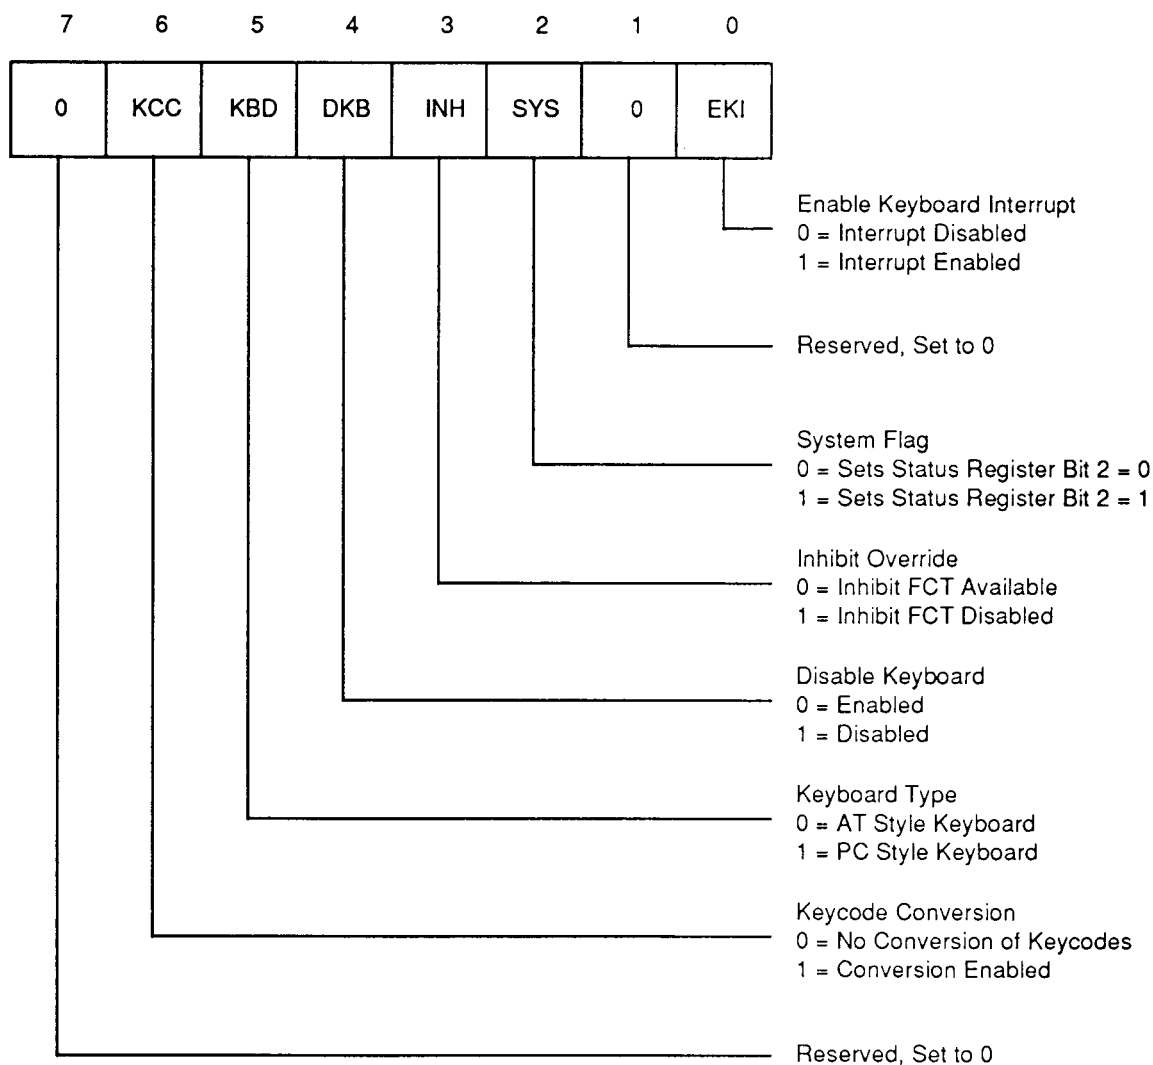 7 6 5 4 3 2 1 0
0 KCC KBD DKB INH SYS 0 EKI
Enable Keyboard Interrupt
0 = Interrupt Disabled
1 = Interrupt Enabled
Reserved, Set to 0
System Flag
0 = Sets Status Register Bit 2 = 0
1 = Sets Status Register Bit 2 = 1
Inhibit Override
0 = Inhibit FCT Available
1 = Inhibit FCT Disabled
Disable Keyboard
0 = Enabled
1 = Disabled
Keyboard Type
0 = AT Style Keyboard
1 = PC Style Keyboard
Keycode Conversion
0 = No Conversion of Keycodes
1 = Conversion Enabled
Reserved, Set to 0